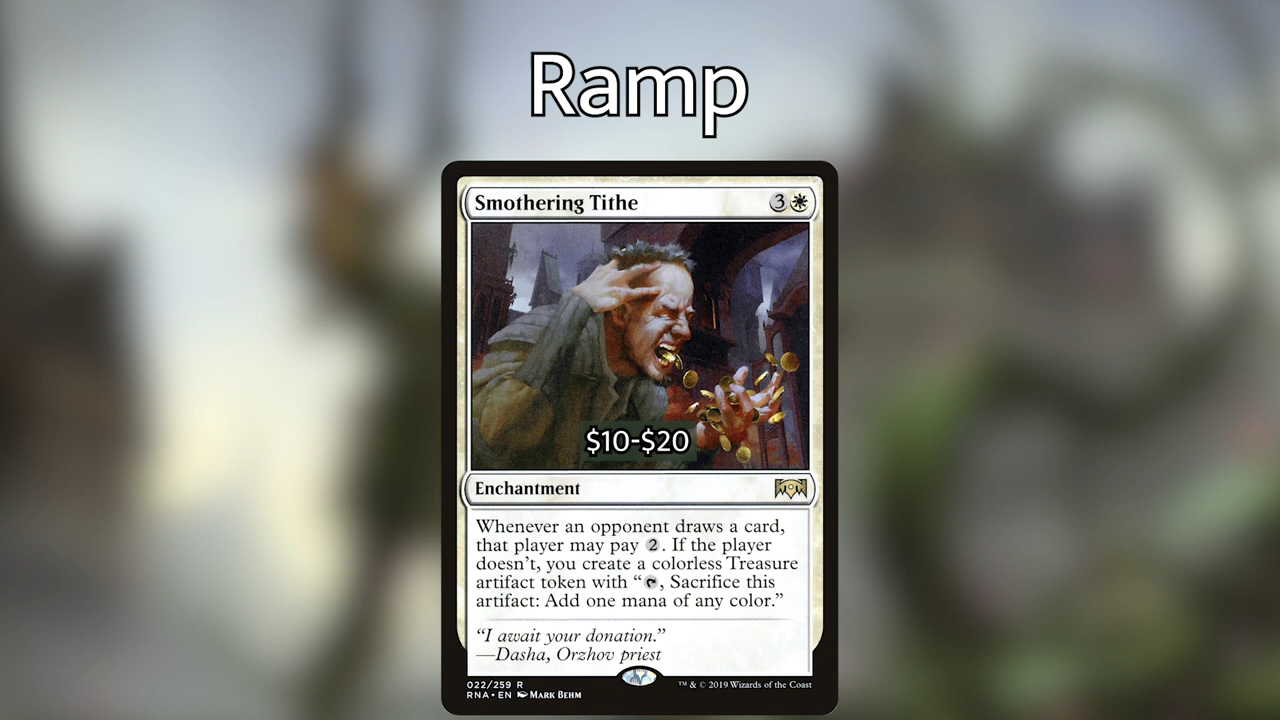 Ramp
Smothering Tithe 3
$10-$20
Enchantment
Whenever an opponent draws a card,
that player may pay 2. If the player
doesn't, you create a colorless Treasure
artifact token with “, Sacrifice this
artifact: Add one mana of any color.”
“I await your donation.”
—Dasha, Orzhov priest
022/259 R
RNA • EN Mark Behm
™ & © 2019 Wizards of the Coast